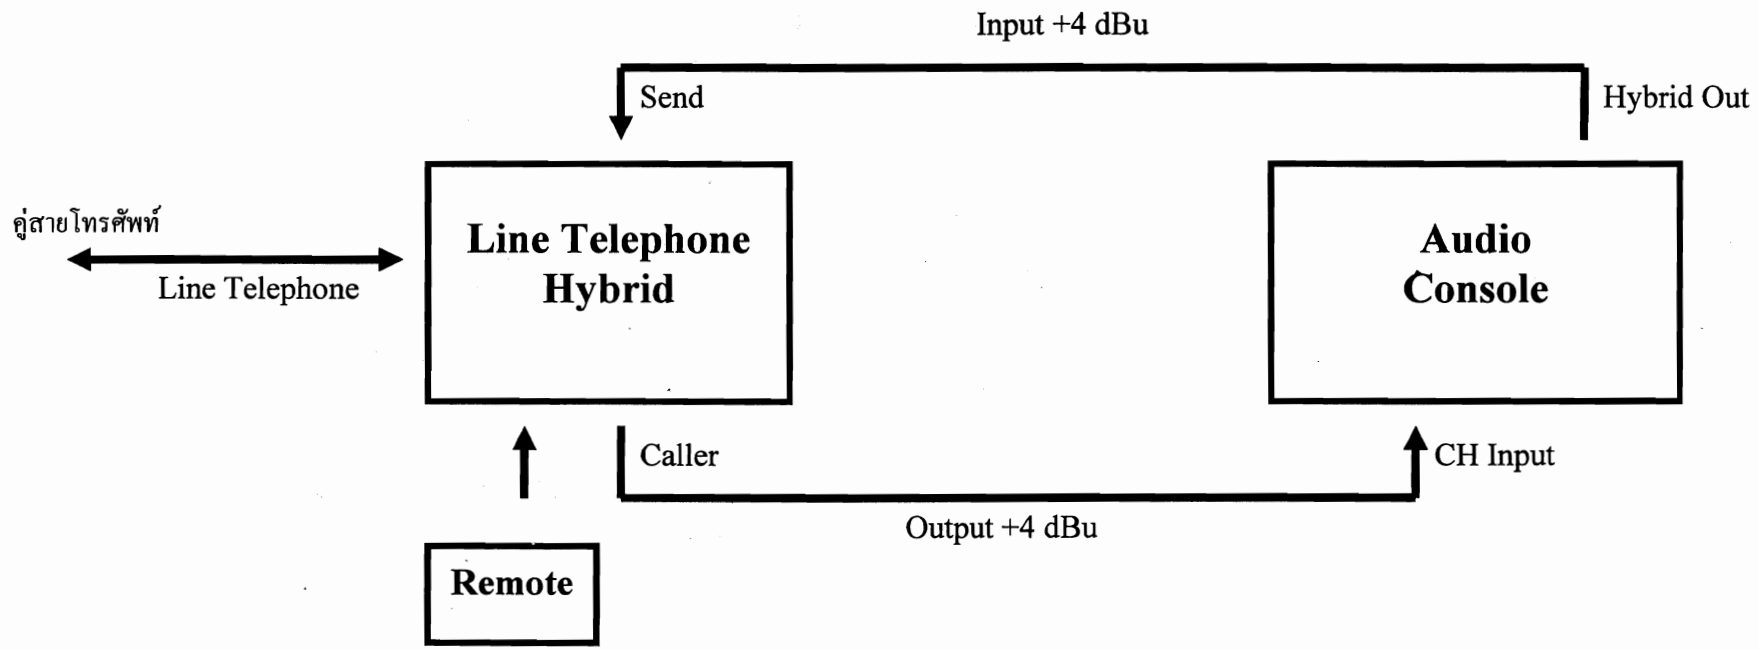 Input +4 dBu
Send
Hybrid Out
คู่สายโทรศัพท์
Line Telephone
Line Telephone
Hybrid
Audio
Console
Caller
CH Input
Output +4 dBu
Remote